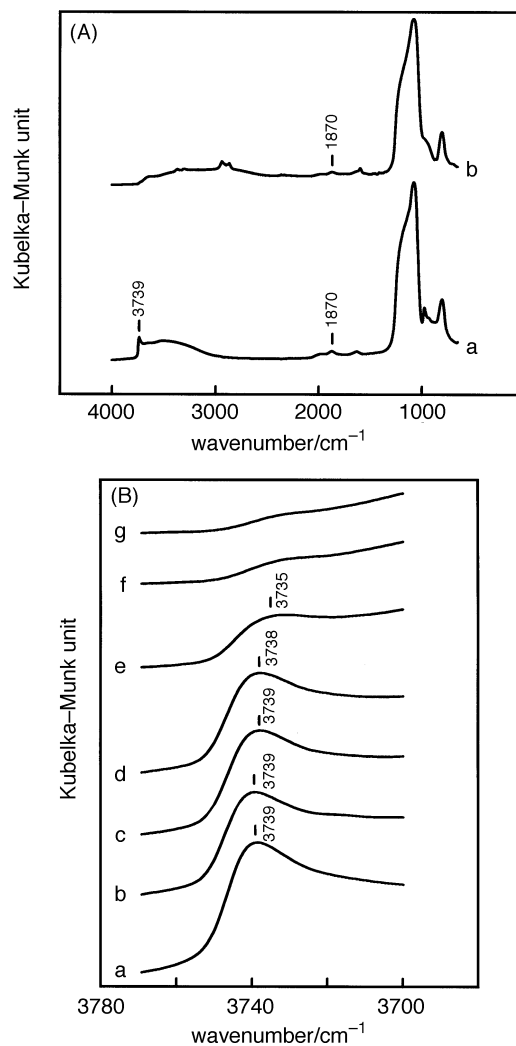 (A)
Kubelka–Munk unit
1870
b
3739
1870
a
4000 3000 2000 1000
wavenumber/cm⁻¹
(B)
Kubelka–Munk unit
g
f
3735
e
3738
d
3739
c
3739
b
3739
a
3780 3740 3700
wavenumber/cm⁻¹